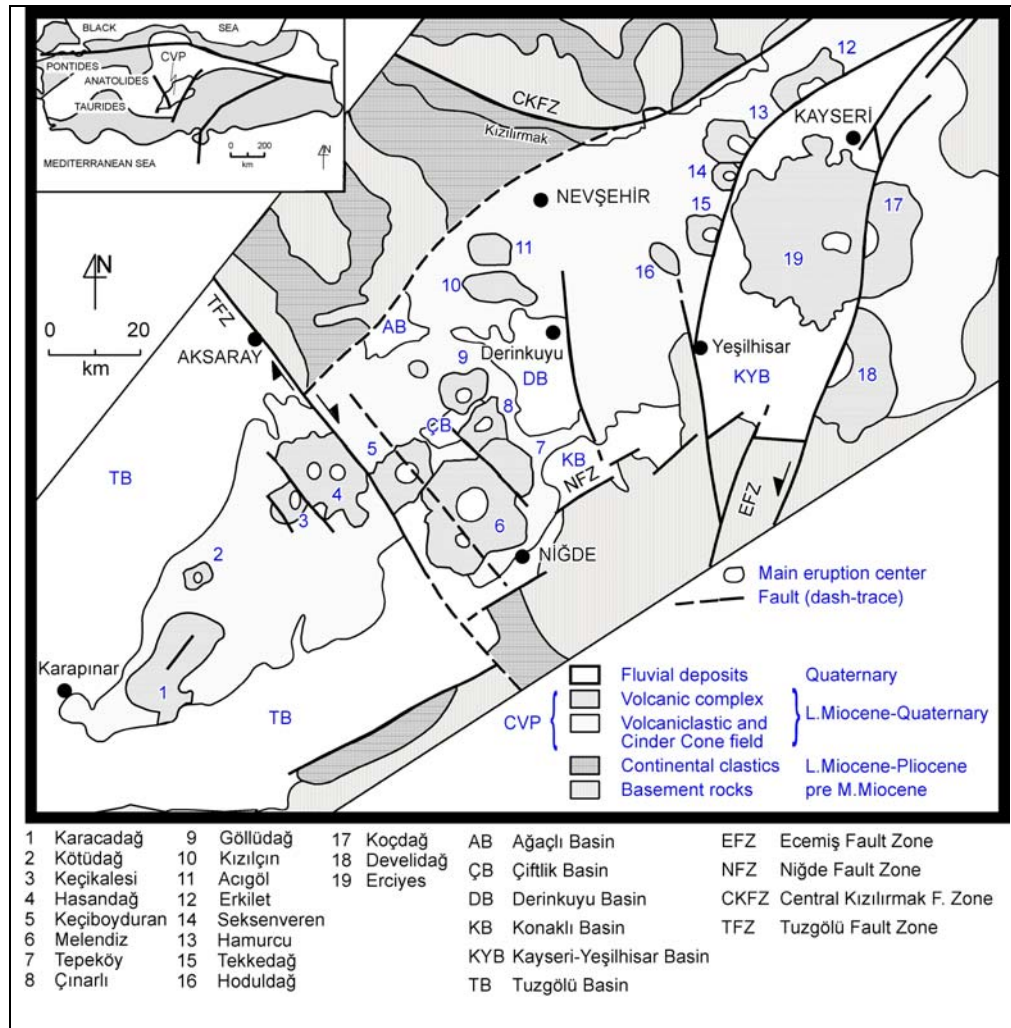 BLACK SEA
CVP
PONTIDES
ANATOLIDES
TAURIDES
MEDITERRANEAN SEA
0 200
km
N
CKFZ
Kızılırmak
12
13
KAYSERİ
14
15
17
NEVŞEHİR
11
10
16
19
N
0 20
km
TFZ
AKSARAY
AB
9
Derinkuyu
DB
Yeşilhisar
KYB
18
8
ÇB
5
7
KB
NFZ
TB
4
3
6
EFZ
2
NİĞDE
Main eruption center
Fault (dash-trace)
Karapınar
1
TB
CVP
Fluvial deposits Quaternary
Volcanic complex
Volcaniclastic and
Cinder Cone field
L.Miocene-Quaternary
Continental clastics L.Miocene-Pliocene
Basement rocks pre M.Miocene
1 Karacadağ
2 Kötüdağ
3 Keçikalesi
4 Hasandağ
5 Keçiboyduran
6 Melendiz
7 Tepeköy
8 Çınarlı
9 Göllüdağ
10 Kızılçın
11 Acıgöl
12 Erkilet
14 Seksenveren
13 Hamurcu
15 Tekkedağ
16 Hoduldağ
17 Koçdağ
18 Develidağ
19 Erciyes
AB Ağaçlı Basin
ÇB Çiftlik Basin
DB Derinkuyu Basin
KB Konaklı Basin
KYB Kayseri-Yeşilhisar Basin
TB Tuzgölü Basin
EFZ Ecemiş Fault Zone
NFZ Niğde Fault Zone
CKFZ Central Kızılırmak F. Zone
TFZ Tuzgölü Fault Zone